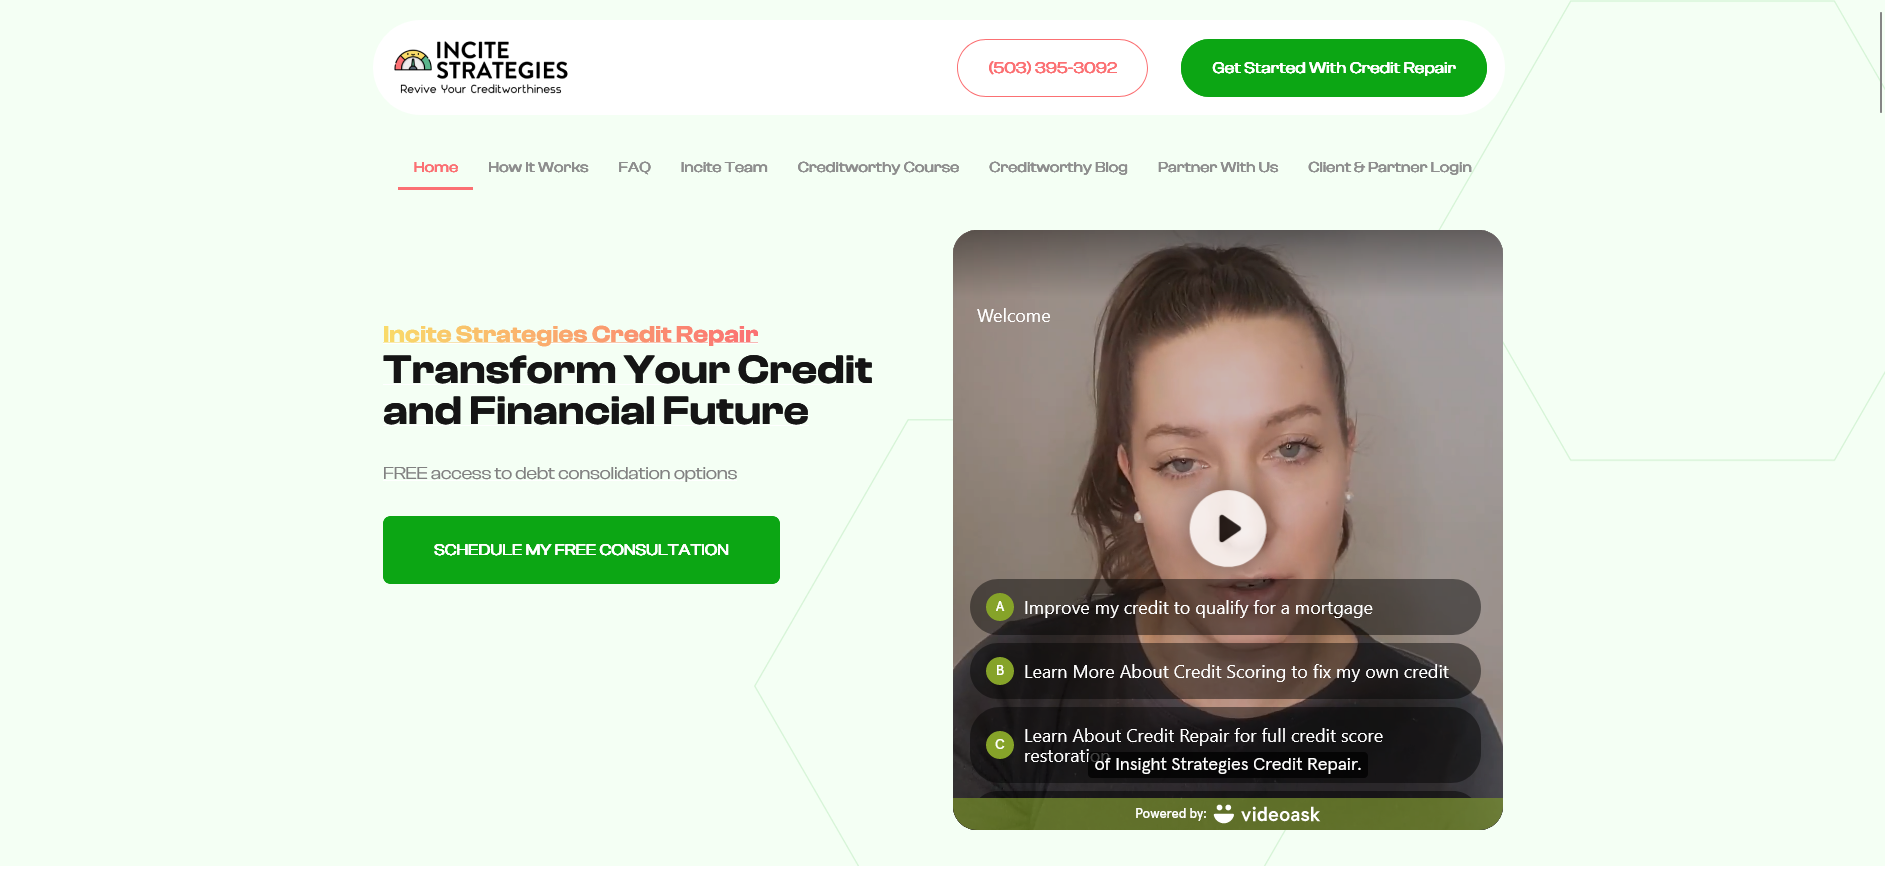 INCITE
STRATEGIES
Revive Your Creditworthiness
(503) 395-3092
Get Started With Credit Repair
Home
How It Works
FAQ
Incite Team
Creditworthy Course
Creditworthy Blog
Partner With Us
Client & Partner Login
Incite Strategies Credit Repair
Transform Your Credit
and Financial Future
FREE access to debt consolidation options
SCHEDULE MY FREE CONSULTATION
Welcome
A Improve my credit to qualify for a mortgage
B Learn More About Credit Scoring to fix my own credit
C Learn About Credit Repair for full credit score
restoration
of Insight Strategies Credit Repair.
Powered by: videoask